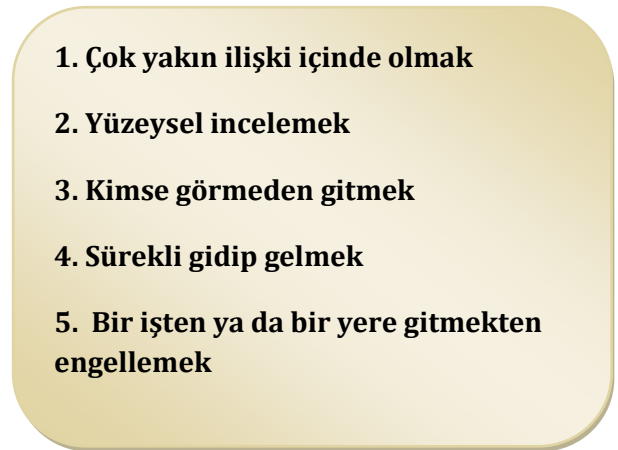 1. Çok yakın ilişki içinde olmak
2. Yüzeysel incelemek
3. Kimse görmeden gitmek
4. Sürekli gidip gelmek
5. Bir işten ya da bir yere gitmekten
engellemek